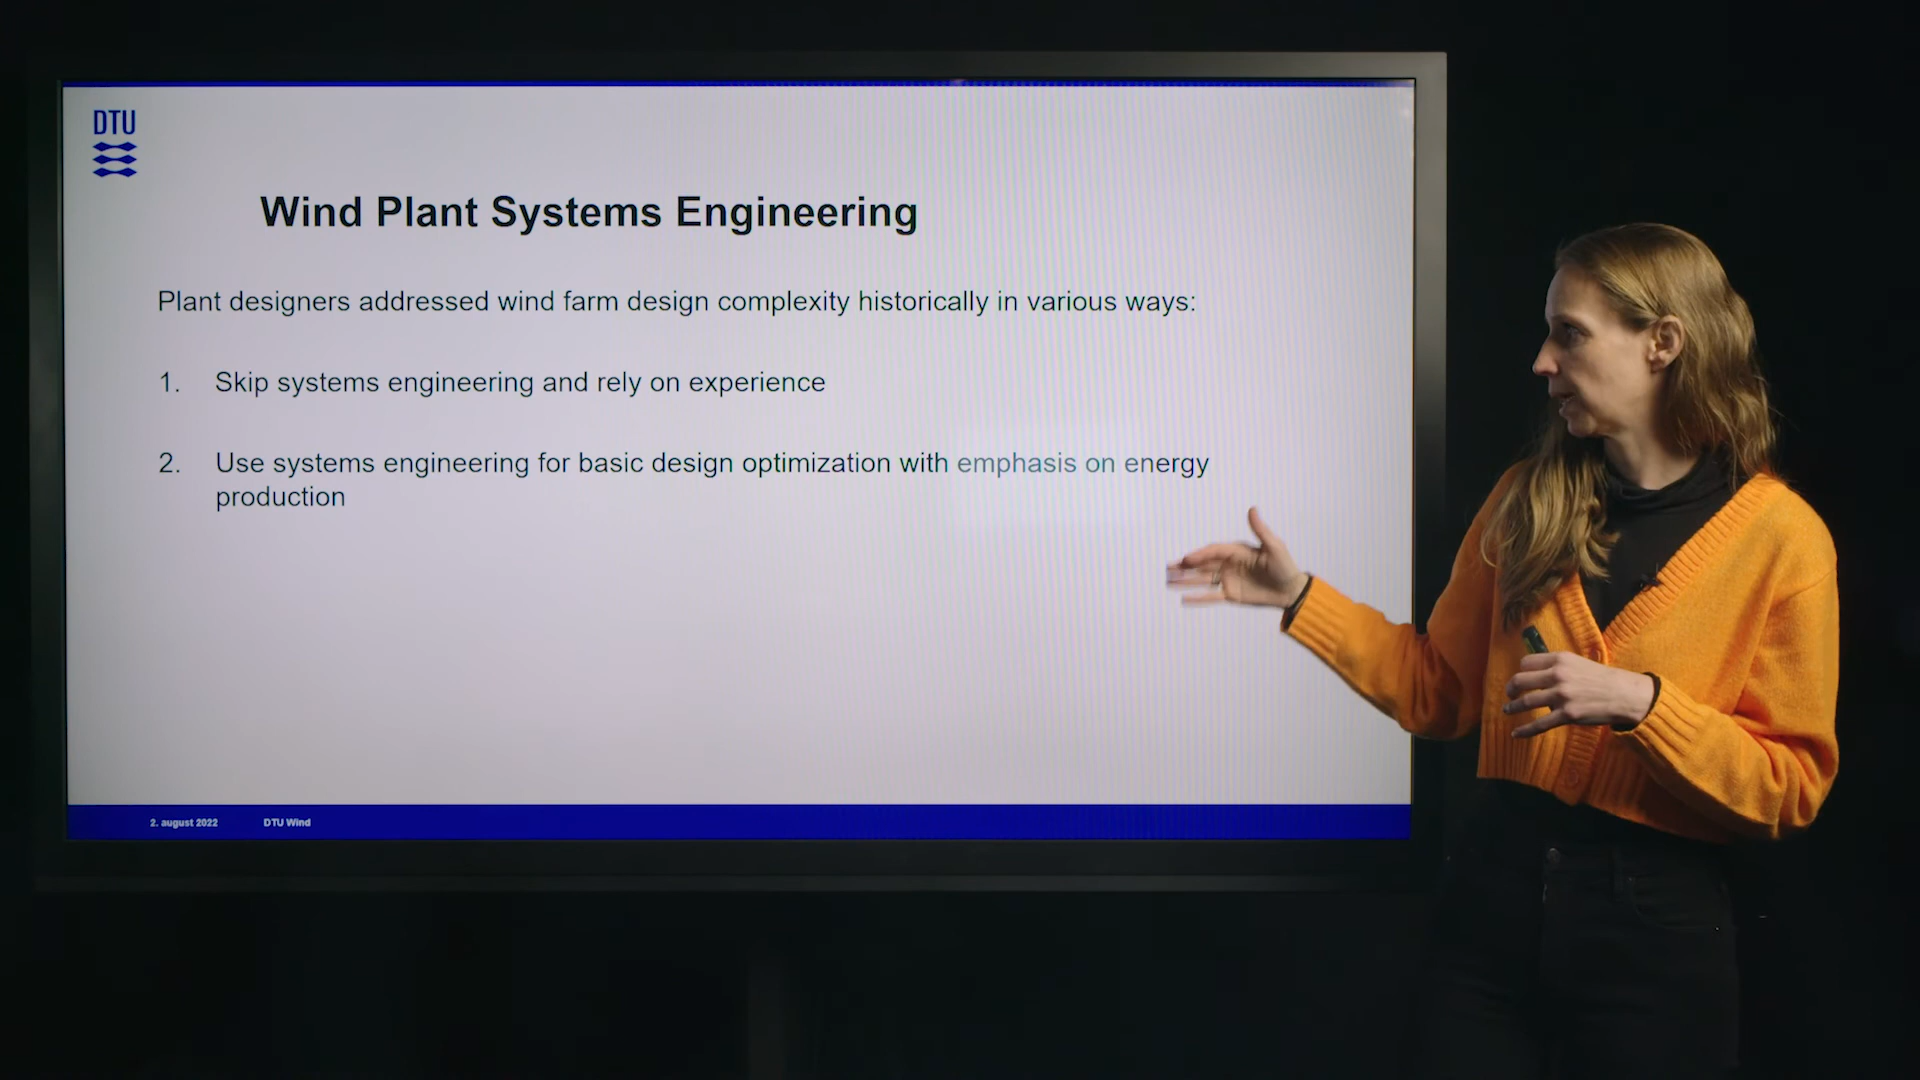 DTU
Wind Plant Systems Engineering
Plant designers addressed wind farm design complexity historically in various ways:
1. Skip systems engineering and rely on experience
2. Use systems engineering for basic design optimization with emphasis on energy
production
2. august 2022 DTU Wind